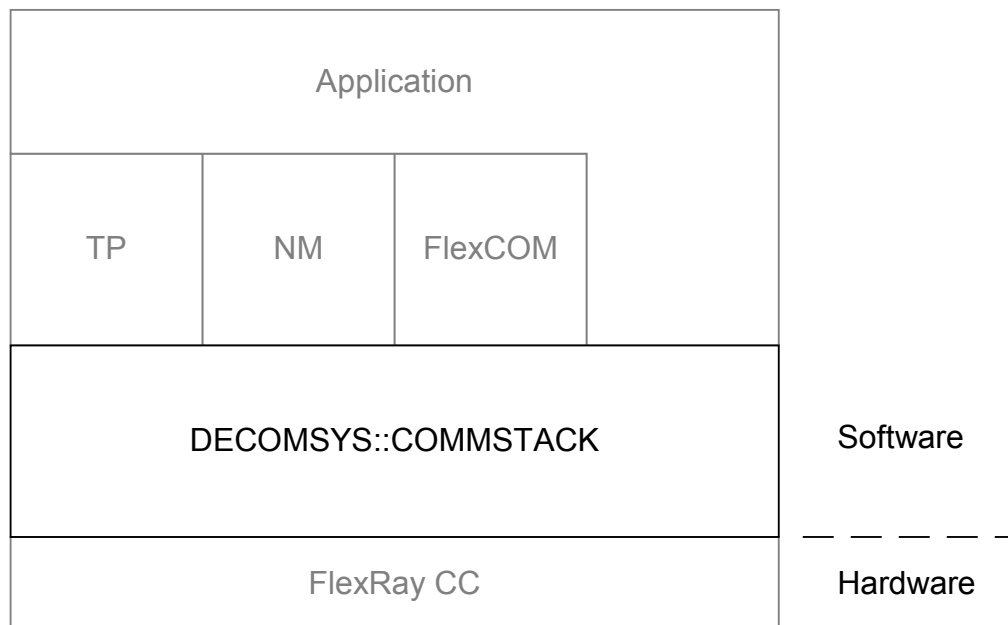 Application
TP
NM
FlexCOM
DECOMSYS::COMMSTACK
Software
FlexRay CC
Hardware